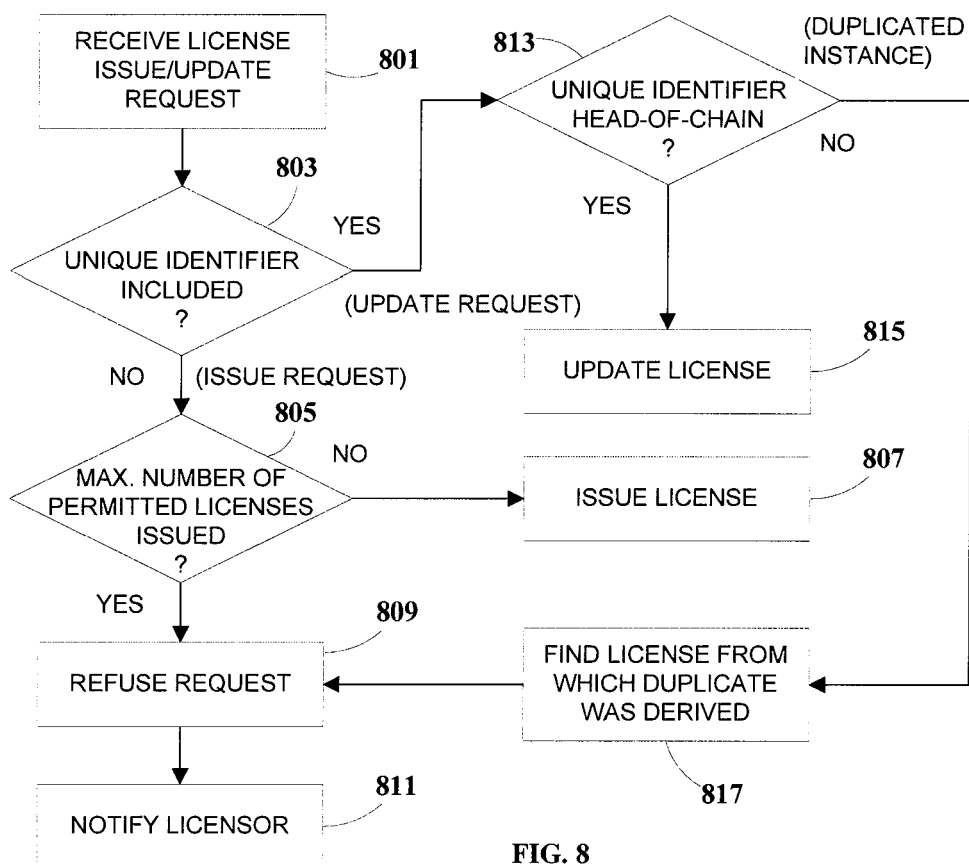 RECEIVE LICENSE
ISSUE/UPDATE
REQUEST
801
803
UNIQUE IDENTIFIER
INCLUDED
?
YES
(UPDATE REQUEST)
NO
(ISSUE REQUEST)
813
UNIQUE IDENTIFIER
HEAD-OF-CHAIN
?
(DUPLICATED
INSTANCE)
NO
YES
815
UPDATE LICENSE
805
MAX. NUMBER OF
PERMITTED LICENSES
ISSUED
?
NO
807
ISSUE LICENSE
YES
809
REFUSE REQUEST
FIND LICENSE FROM
WHICH DUPLICATE
WAS DERIVED
817
811
NOTIFY LICENSOR
FIG. 8